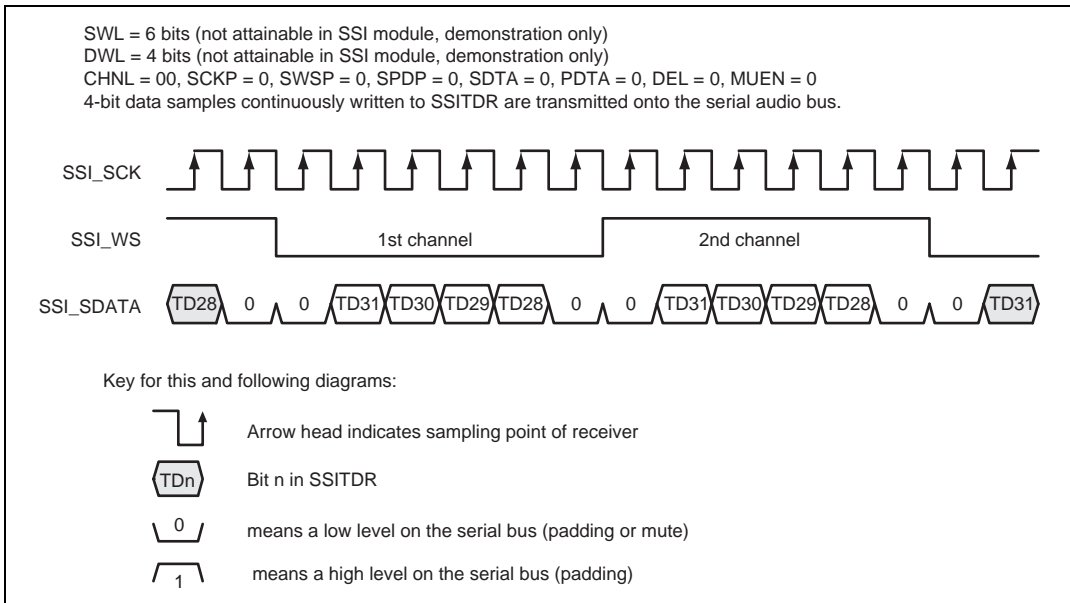 SWL = 6 bits (not attainable in SSI module, demonstration only)
DWL = 4 bits (not attainable in SSI module, demonstration only)
CHNL = 00, SCKP = 0, SWSP = 0, SPDP = 0, SDTA = 0, PDTA = 0, DEL = 0, MUEN = 0
4-bit data samples continuously written to SSITDR are transmitted onto the serial audio bus.
SSI_SCK
SSI_WS 1st channel 2nd channel
SSI_SDATA TD28 0 0 TD31 TD30 TD29 TD28 0 0 TD31 TD30 TD29 TD28 0 0 TD31
Key for this and following diagrams:
Arrow head indicates sampling point of receiver
TDn Bit n in SSITDR
0 means a low level on the serial bus (padding or mute)
1 means a high level on the serial bus (padding)